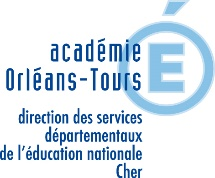 académie
Orléans-Tours
É
direction des services
départementaux
de l'éducation nationale
Cher